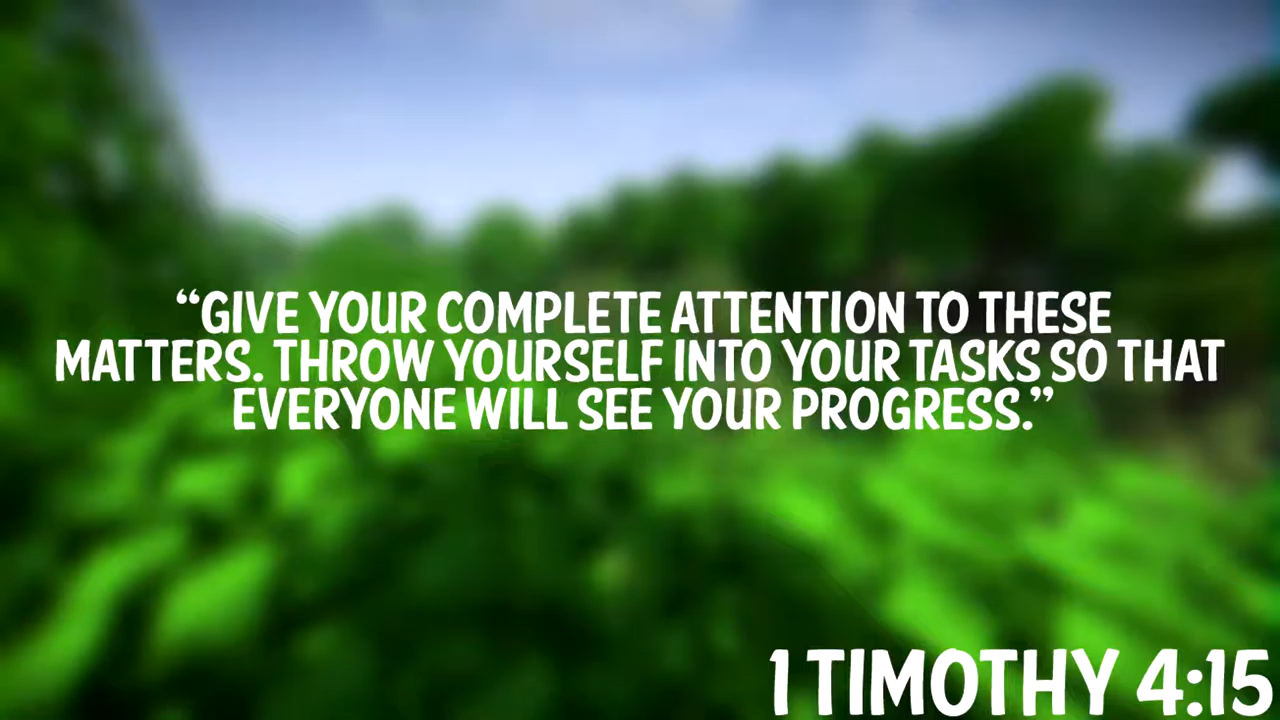 “GIVE YOUR COMPLETE ATTENTION TO THESE
MATTERS. THROW YOURSELF INTO YOUR TASKS SO THAT
EVERYONE WILL SEE YOUR PROGRESS.”
1 TIMOTHY 4:15